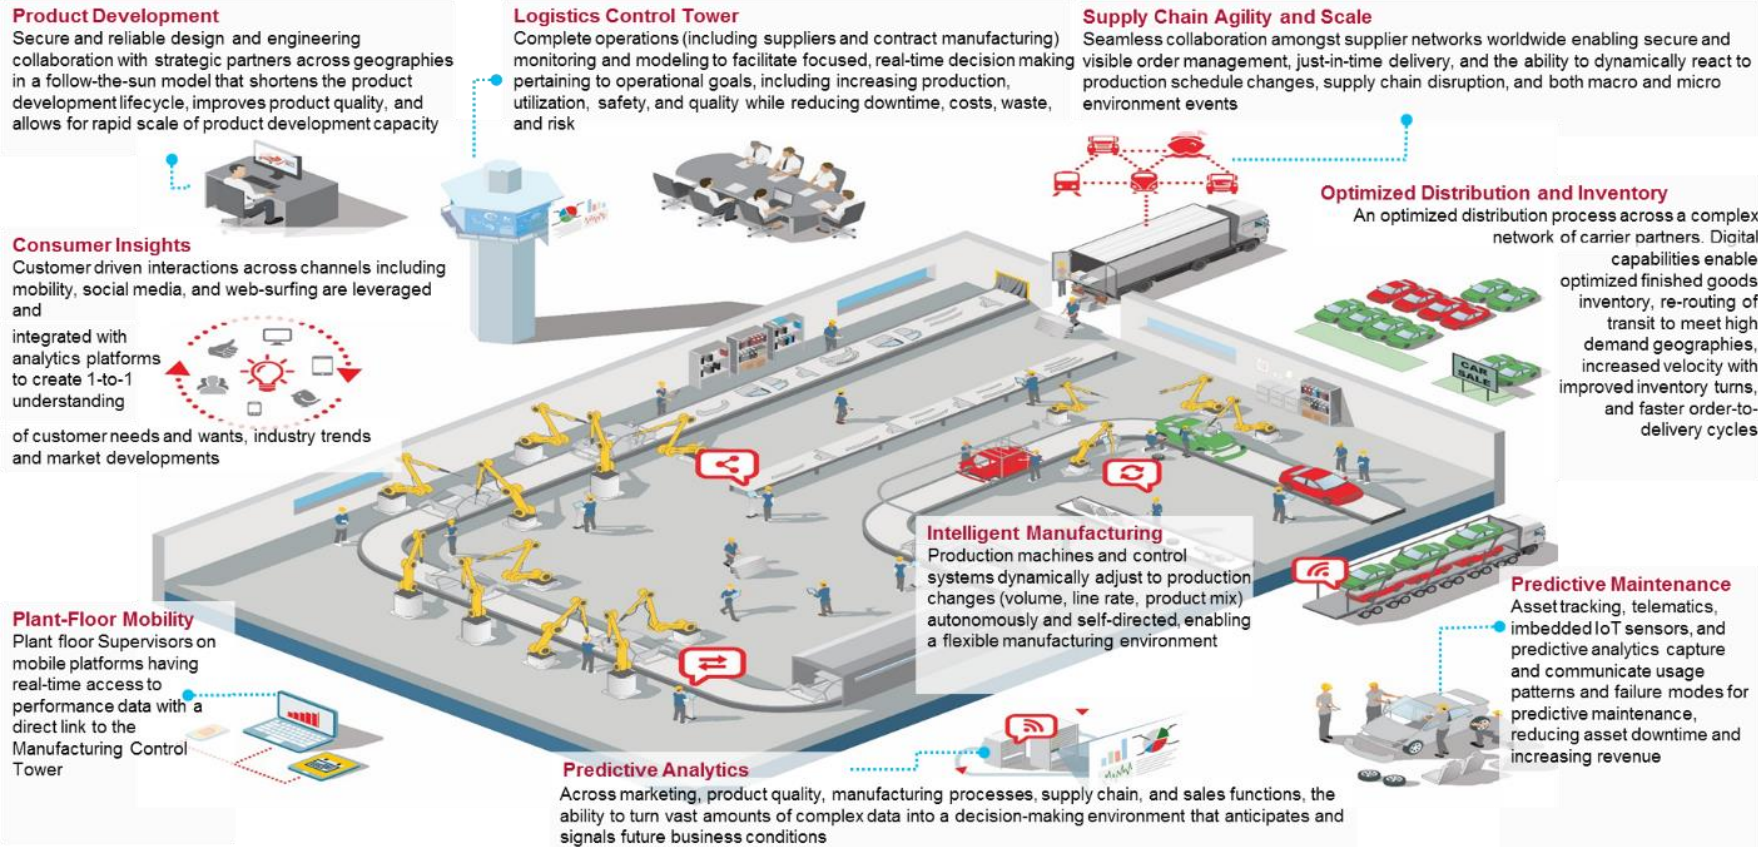 Product Development
Secure and reliable design and engineering
collaboration with strategic partners across geographies
in a follow-the-sun model that shortens the product
development lifecycle, improves product quality, and
allows for rapid scale of product development capacity
Logistics Control Tower
Complete operations (including suppliers and contract manufacturing)
monitoring and modeling to facilitate focused, real-time decision making
pertaining to operational goals, including increasing production,
utilization, safety, and quality while reducing downtime, costs, waste,
and risk
Supply Chain Agility and Scale
Seamless collaboration amongst supplier networks worldwide enabling secure and
visible order management, just-in-time delivery, and the ability to dynamically react to
production schedule changes, supply chain disruption, and both macro and micro
environment events
Optimized Distribution and Inventory
An optimized distribution process across a complex
network of carrier partners. Digital
capabilities enable
optimized finished goods
inventory, re-routing of
transit to meet high
demand geographies,
increased velocity with
improved inventory turns,
and faster order-to-
delivery cycles
CAR
SALE
Consumer Insights
Customer driven interactions across channels including
mobility, social media, and web-surfing are leveraged
and
integrated with
analytics platforms
to create 1-to-1
understanding
of customer needs and wants, industry trends
and market developments
Intelligent Manufacturing
Production machines and control
systems dynamically adjust to production
changes (volume, line rate, product mix)
autonomously and self-directed, enabling
a flexible manufacturing environment
Predictive Maintenance
Asset tracking, telematics,
imbedded IoT sensors, and
predictive analytics capture
and communicate usage
patterns and failure modes for
predictive maintenance,
reducing asset downtime and
increasing revenue
Plant-Floor Mobility
Plant floor Supervisors on
mobile platforms having
real-time access to
performance data with a
direct link to the
Manufacturing Control
Tower
Predictive Analytics
Across marketing, product quality, manufacturing processes, supply chain, and sales functions, the
ability to turn vast amounts of complex data into a decision-making environment that anticipates and
signals future business conditions